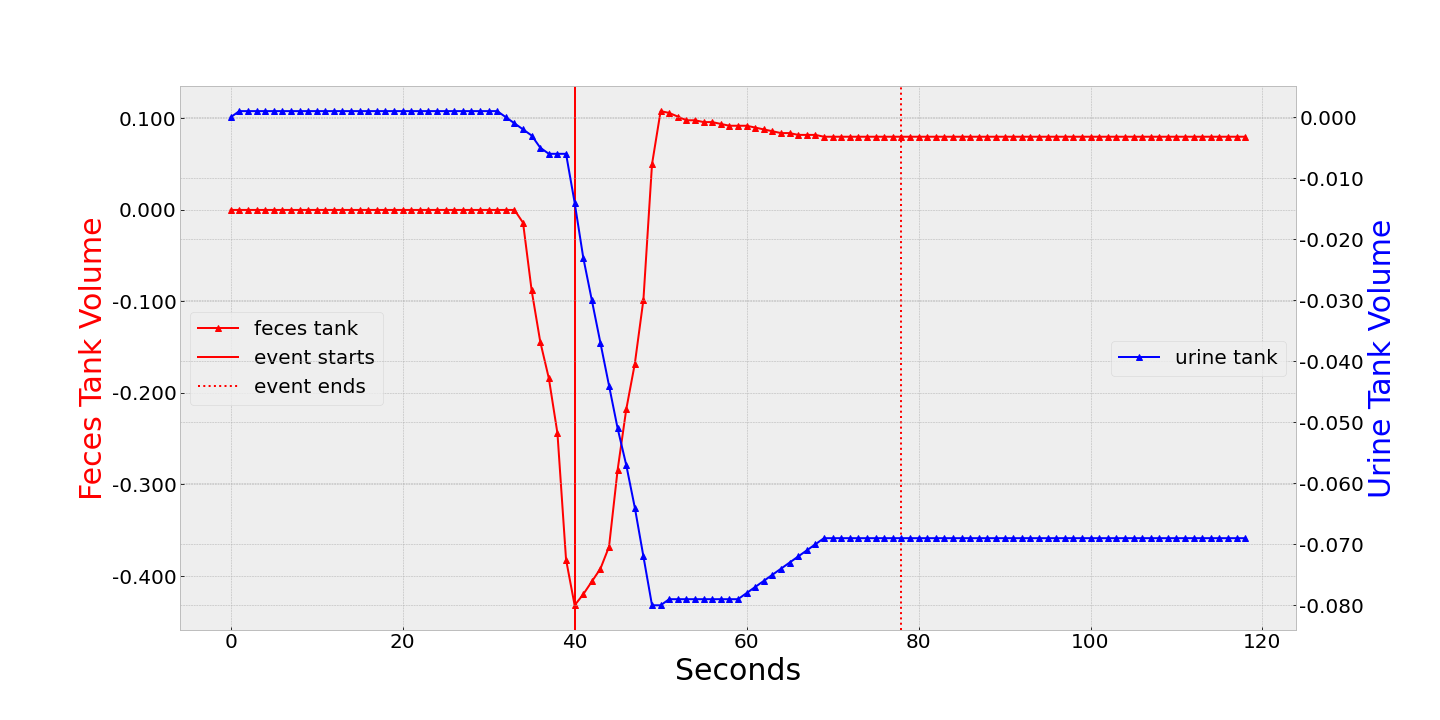 Feces Tank Volume
0.100
0.000
-0.100
-0.200
-0.300
-0.400
feces tank
event starts
event ends
urine tank
0.000
-0.010
-0.020
-0.030
-0.040
-0.050
-0.060
-0.070
-0.080
Urine Tank Volume
0 20 40 60 80 100 120
Seconds